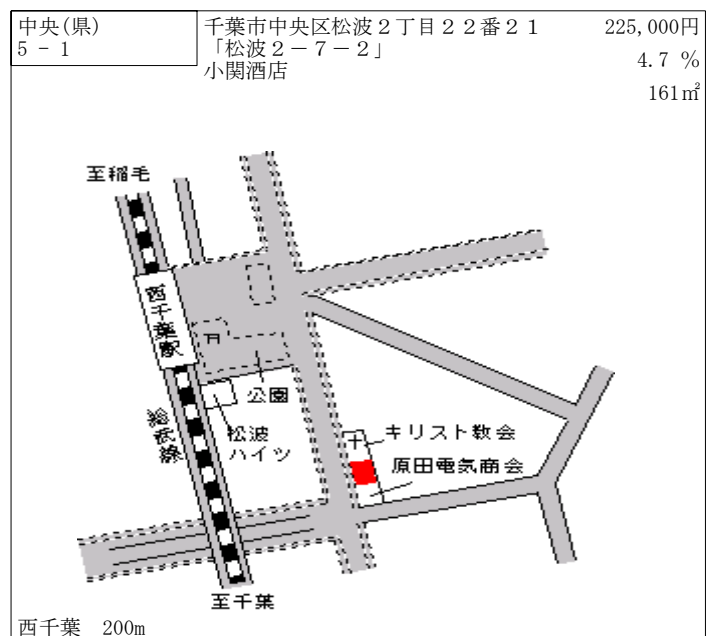 中央(県)
5 - 1
千葉市中央区松波２丁目２２番２１
「松波２－７－２」
小関酒店
225,000円
4.7 %
161㎡
至稲毛
西千葉駅
公園
総武線
松波
ハイツ
キリスト教会
原田電気商会
至千葉
西千葉 200m